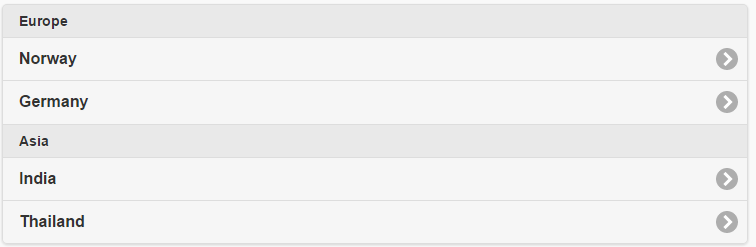 Europe
Norway
Germany
Asia
India
Thailand